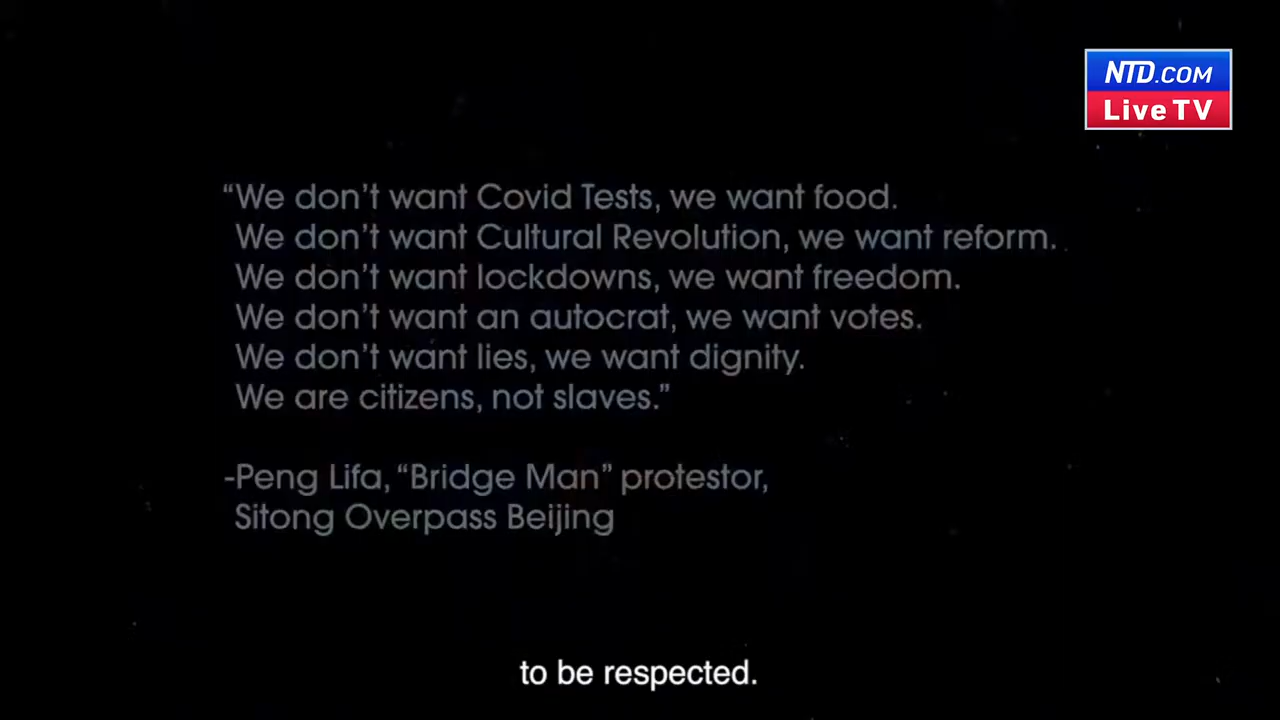 NTD.COM
Live TV
“We don’t want Covid Tests, we want food.
We don’t want Cultural Revolution, we want reform.
We don’t want lockdowns, we want freedom.
We don’t want an autocrat, we want votes.
We don’t want lies, we want dignity.
We are citizens, not slaves.”
-Peng Lifa, “Bridge Man” protestor,
Sitong Overpass Beijing
to be respected.